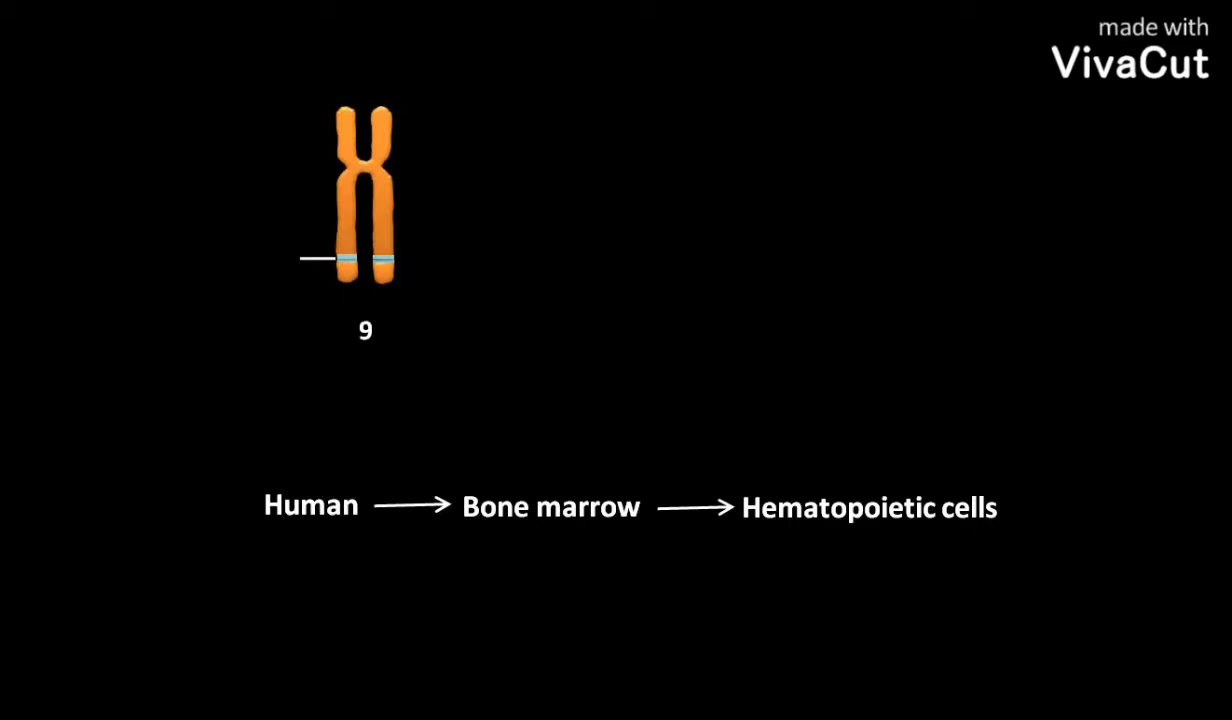 made with
VivaCut
9
Human → Bone marrow → Hematopoietic cells